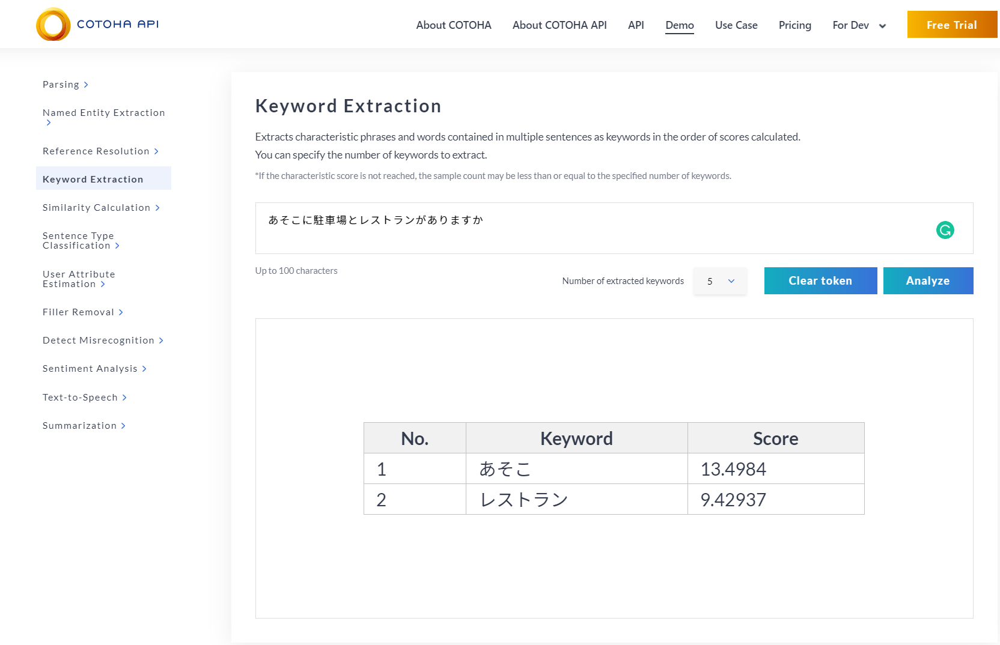 COTOHA API
About COTOHA
About COTOHA API
API
Demo
Use Case
Pricing
For Dev
Free Trial
Parsing
Named Entity Extraction
Reference Resolution
Keyword Extraction
Similarity Calculation
Sentence Type
Classification
User Attribute
Estimation
Filler Removal
Detect Misrecognition
Sentiment Analysis
Text-to-Speech
Summarization
Keyword Extraction
Extracts characteristic phrases and words contained in multiple sentences as keywords in the order of scores calculated.
You can specify the number of keywords to extract.
*If the characteristic score is not reached, the sample count may be less than or equal to the specified number of keywords.
あそこに駐車場とレストランがありますか
Up to 100 characters
Number of extracted keywords
5
Clear token
Analyze
No. Keyword Score
1 あそこ 13.4984
2 レストラン 9.42937